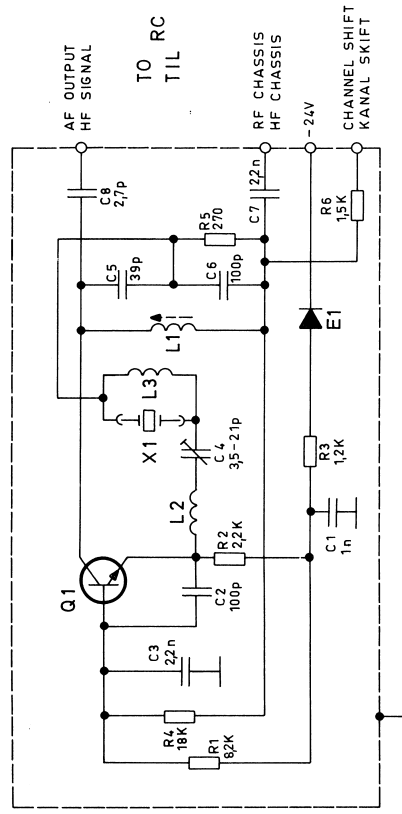 AF OUTPUT
HF SIGNAL
TO RC
TIL
RF CHASSIS
HF CHASSIS
-24V
CHANNEL SHIFT
KANAL SKIFT
C8
2,7p
C5
39p
R5
270
C6
100p
C7
2,2n
R6
1,5K
L1
E1
L3
X1
C4
3,5-21p
R3
1,2K
L2
C1
1n
R2
2,2K
Q1
C2
100p
C3
2,2n
R4
18K
R1
8,2K